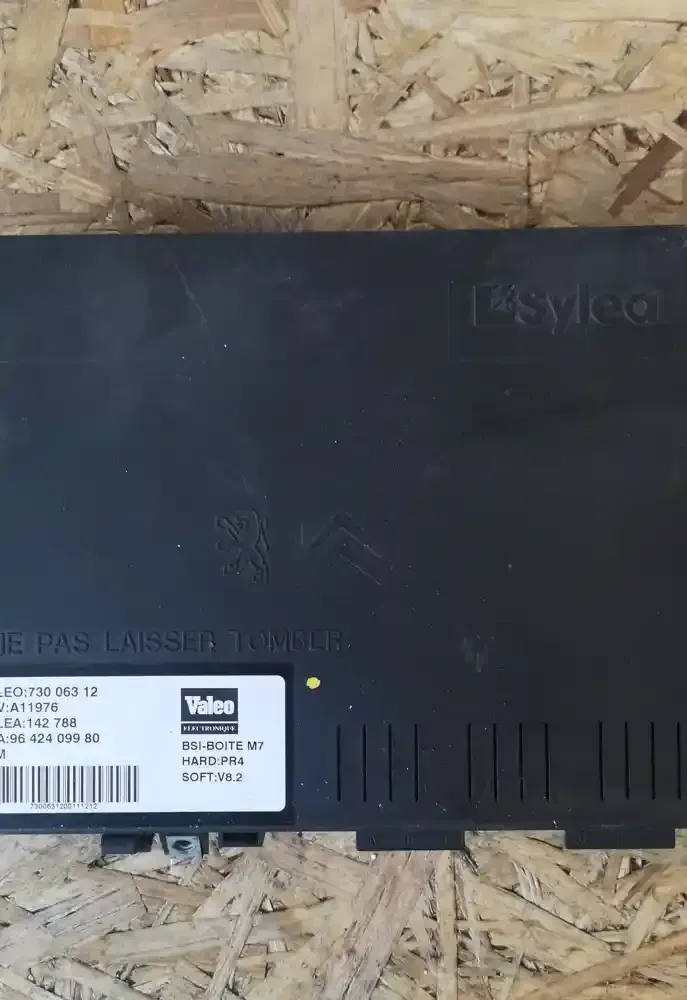 Sylea
NE PAS LAISSER TOMBER
LEO:730 063 12
V:A11976
LEA:142 788
A:96 424 099 80
M
7300631200111212
Valeo
ELECTRONIQUE
BSI-BOITE M7
HARD:PR4
SOFT:V8.2